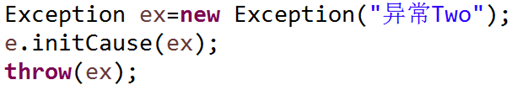 Exception ex=new Exception("异常Two");
e.initCause(ex);
throw(ex);